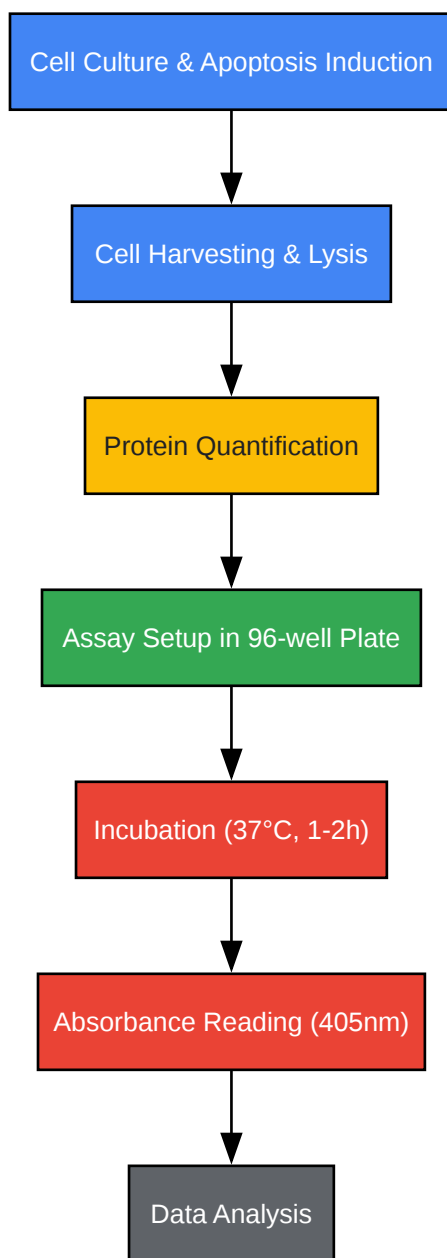 Cell Culture & Apoptosis Induction
Cell Harvesting & Lysis
Protein Quantification
Assay Setup in 96-well Plate
Incubation (37°C, 1-2h)
Absorbance Reading (405nm)
Data Analysis